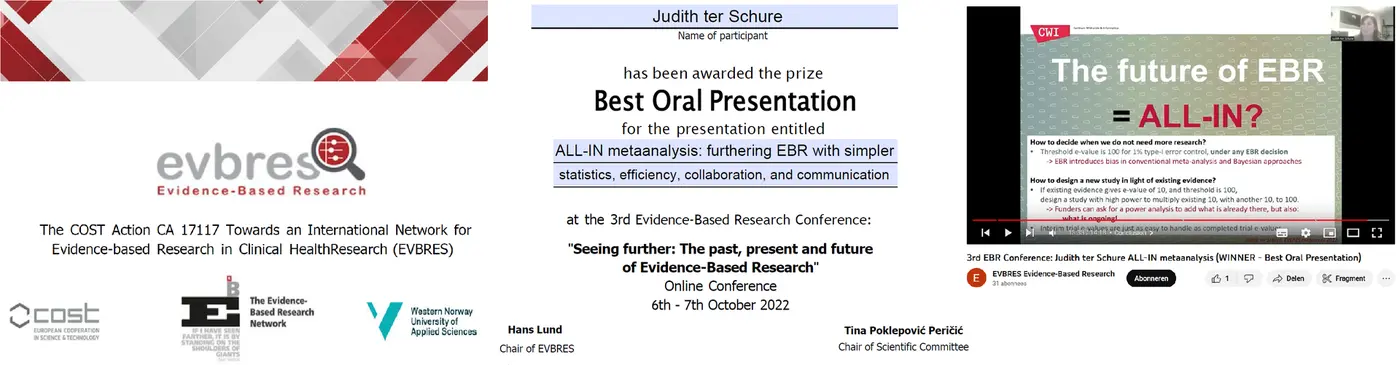 evbres
Evidence-Based Research
The COST Action CA 17117 Towards an International Network for
Evidence-based Research in Clinical HealthResearch (EVBRES)
cost
EUROPEAN COOPERATION
IN SCIENCE & TECHNOLOGY
B
E
R
The Evidence-
Based Research
Network
IF I HAVE SEEN
FARTHER, IT IS BY
STANDING ON THE
SHOULDERS OF
GIANTS
Western Norway
University of
Applied Sciences
Judith ter Schure
Name of participant
has been awarded the prize
Best Oral Presentation
for the presentation entitled
ALL-IN metaanalysis: furthering EBR with simpler
statistics, efficiency, collaboration, and communication
at the 3rd Evidence-Based Research Conference:
"Seeing further: The past, present and future
of Evidence-Based Research"
Online Conference
6th - 7th October 2022
Hans Lund
Chair of EVBRES
Tina Poklepović Peričić
Chair of Scientific Committee
CWI
The future of EBR
= ALL-IN?
How to decide when we do not need more research?
• Threshold e-value is 100 for 1% type-I error control, under any EBR decision
-> EBR introduces bias in conventional meta-analysis and Bayesian approaches
How to design a new study in light of existing evidence?
• If existing evidence gives e-value of 10, and threshold is 100,
design a study with high power to multiply existing 10, with another 10, to 100.
-> Funders can ask for a power analysis to add what is already there, but also:
what is ongoing!
Interim trial e-values are just as easy to handle as completed trial e-values
3rd EBR Conference: Judith ter Schure ALL-IN metaanalysis (WINNER - Best Oral Presentation)
E
EVBRES Evidence-Based Research
31 abonnees
Abonneren
1
Delen
Fragment